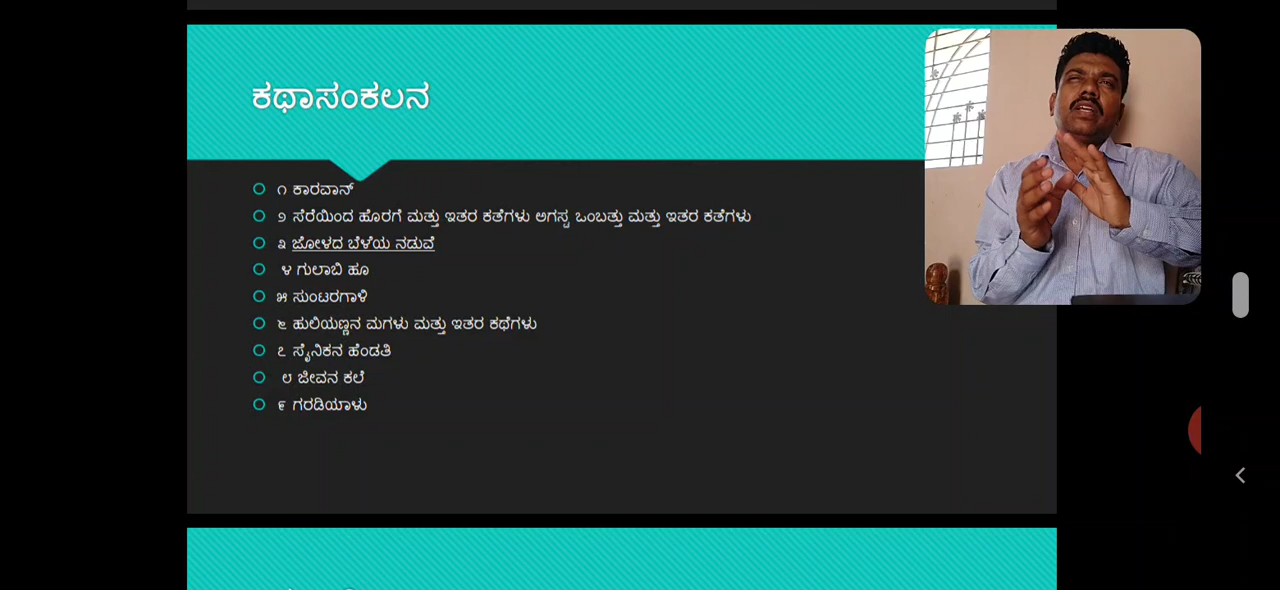 ಕಥಾಸಂಕಲನ
೧ ಕಾರವಾನ್
೨ ಸೆರೆಯಿಂದ ಹೊರಗೆ ಮತ್ತು ಇತರ ಕತೆಗಳು ಅಗಸ್ಟ ಒಂಬತ್ತು ಮತ್ತು ಇತರ ಕತೆಗಳು
೩ ಜೋಳದ ಬೆಳೆಯ ನಡುವೆ
೪ ಗುಲಾಬಿ ಹೂ
೫ ಸುಂಟರಗಾಳಿ
೬ ಹುಲಿಯಣ್ಣನ ಮಗಳು ಮತ್ತು ಇತರ ಕಥೆಗಳು
೭ ಸೈನಿಕನ ಹೆಂಡತಿ
೮ ಜೀವನ ಕಲೆ
೯ ಗರಡಿಯಾಳು